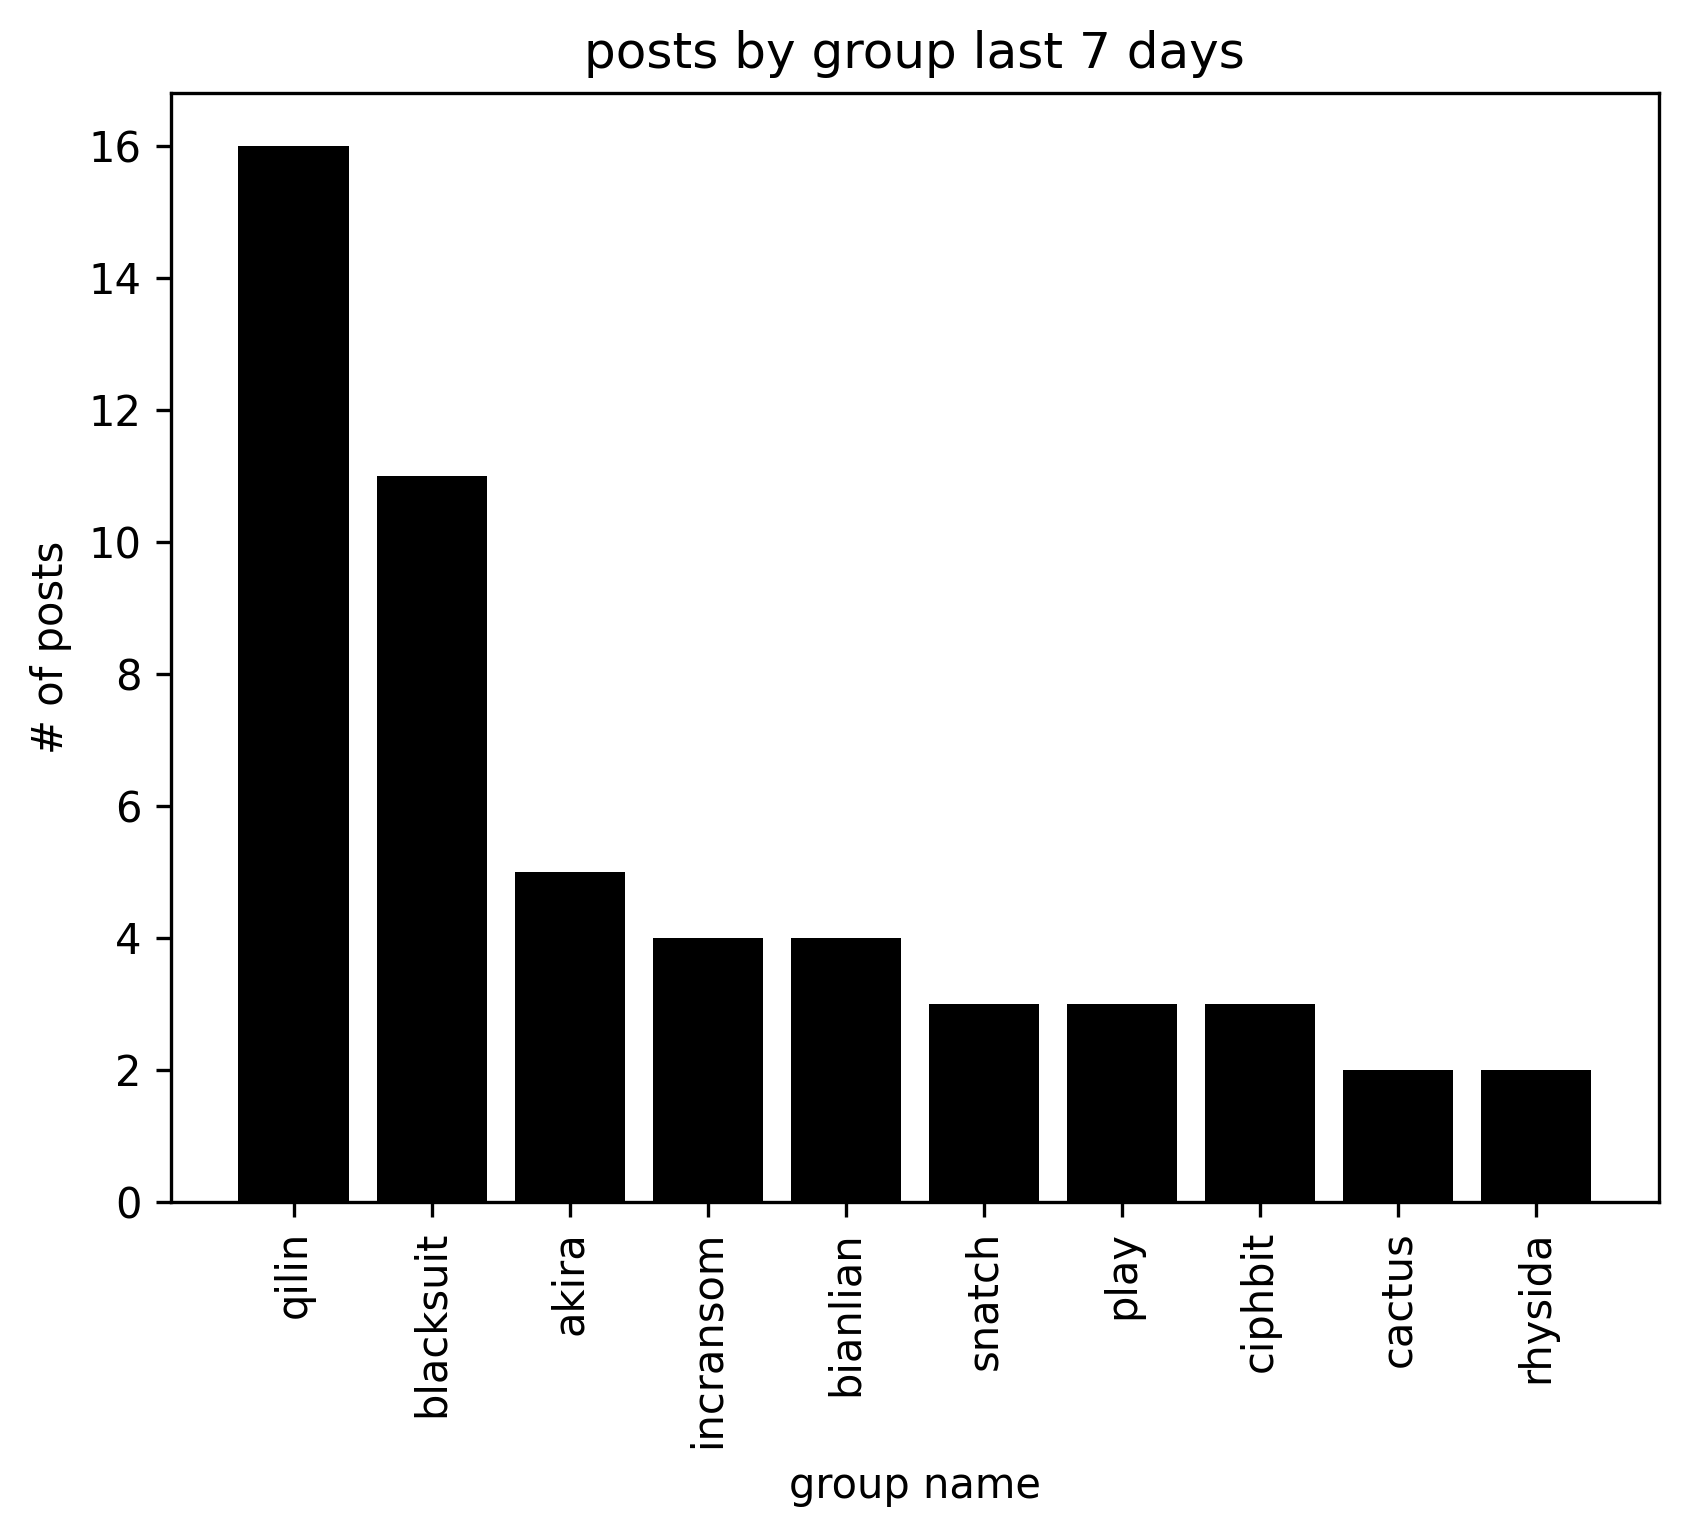 posts by group last 7 days
16
14
12
10
8
6
4
2
0
# of posts
qilin
blacksuit
akira
incransom
bianlian
snatch
play
ciphbit
cactus
rhysida
group name